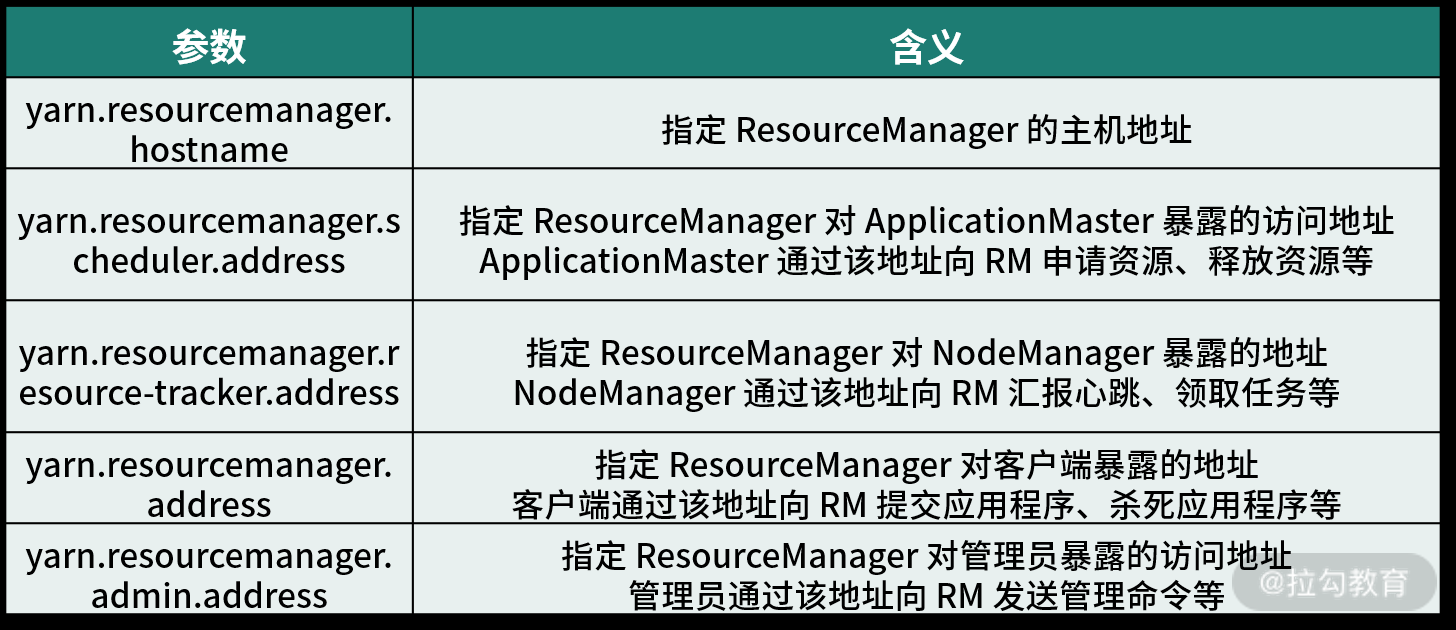 参数
含义
yarn.resourcemanager.
hostname
指定 ResourceManager 的主机地址
yarn.resourcemanager.s
cheduler.address
指定 ResourceManager 对 ApplicationMaster 暴露的访问地址
ApplicationMaster 通过该地址向 RM 申请资源、释放资源等
yarn.resourcemanager.r
esource-tracker.address
指定 ResourceManager 对 NodeManager 暴露的地址
NodeManager 通过该地址向 RM 汇报心跳、领取任务等
yarn.resourcemanager.
address
指定 ResourceManager 对客户端暴露的地址
客户端通过该地址向 RM 提交应用程序、杀死应用程序等
yarn.resourcemanager.
admin.address
指定 ResourceManager 对管理员暴露的访问地址
管理员通过该地址向 RM 发送管理命令等
@拉勾教育